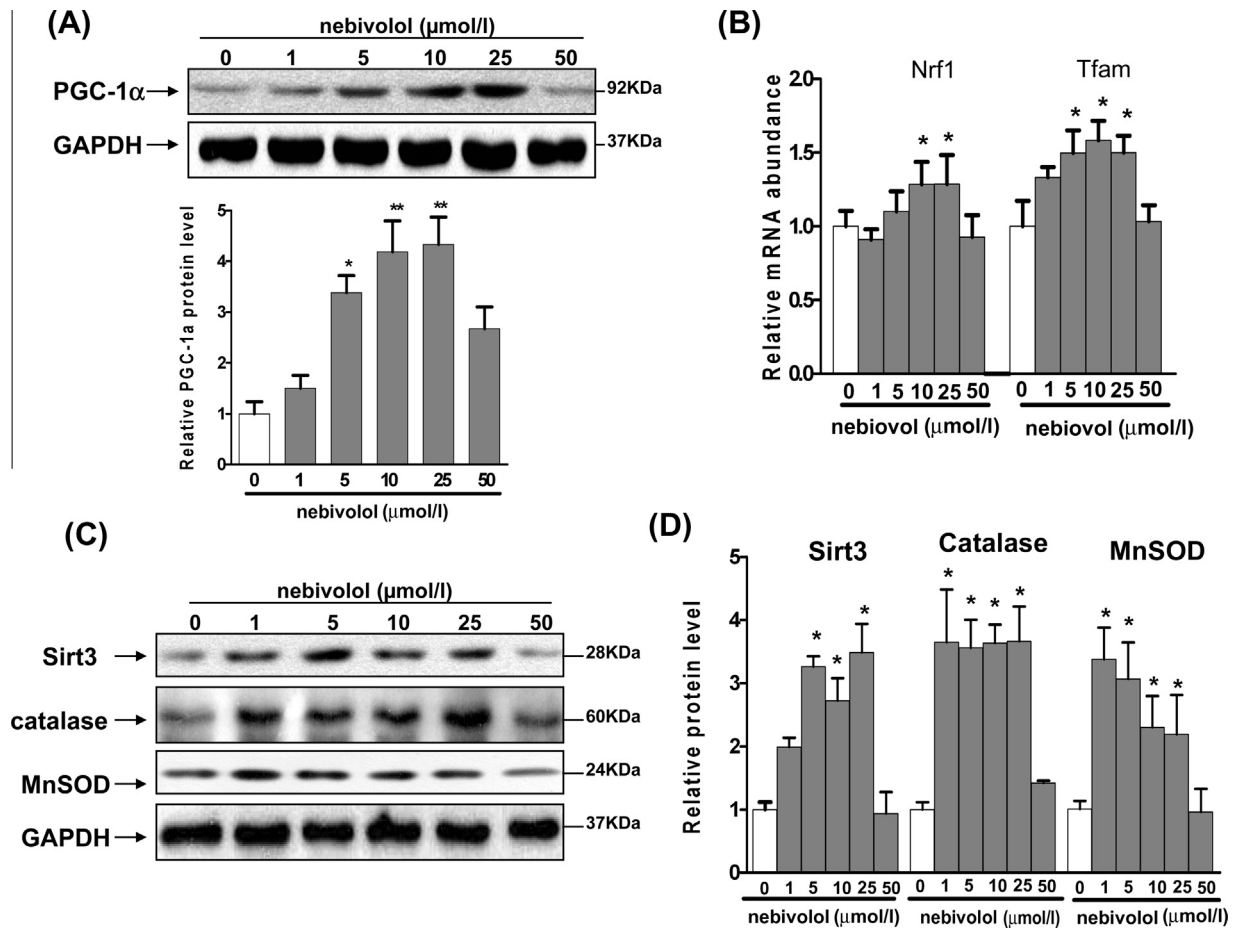 (A)
nebivolol (µmol/l)
0 1 5 10 25 50
PGC-1α 92KDa
GAPDH 37KDa
Relative PGC-1a protein level
5
4
3
2
1
0
* ** **
0 1 5 10 25 50
nebivolol (µmol/l)
(B)
Nrf1 Tfam
Relative mRNA abundance
2.0
1.5
1.0
0.5
0.0
* * * * *
0 1 5 10 25 50 0 1 5 10 25 50
nebiovol (µmol/l) nebiovol (µmol/l)
(C)
nebivolol (µmol/l)
0 1 5 10 25 50
Sirt3 28KDa
catalase 60KDa
MnSOD 24KDa
GAPDH 37KDa
(D)
Sirt3 Catalase MnSOD
Relative protein level
5
4
3
2
1
0
* * * * * * * * * * *
0 1 5 10 25 50 0 1 5 10 25 50 0 1 5 10 25 50
nebivolol (µmol/l) nebivolol (µmol/l) nebivolol (µmol/l)